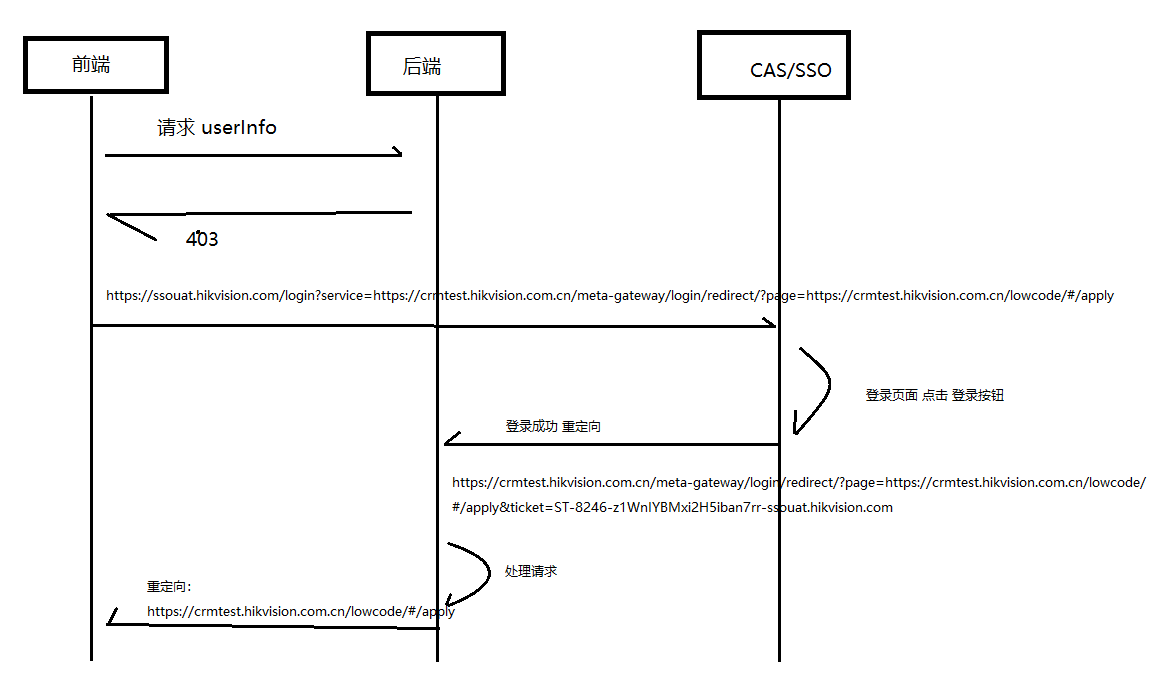 前端
后端
CAS/SSO
请求 userInfo
403
https://ssouat.hikvision.com/login?service=https://crmtest.hikvision.com.cn/meta-gateway/login/redirect/?page=https://crmtest.hikvision.com.cn/lowcode/#/apply
登录页面 点击 登录按钮
登录成功 重定向
https://crmtest.hikvision.com.cn/meta-gateway/login/redirect/?page=https://crmtest.hikvision.com.cn/lowcode/
#/apply&ticket=ST-8246-z1WnIYBMxi2H5iban7rr-ssouat.hikvision.com
处理请求
重定向：
https://crmtest.hikvision.com.cn/lowcode/#/apply